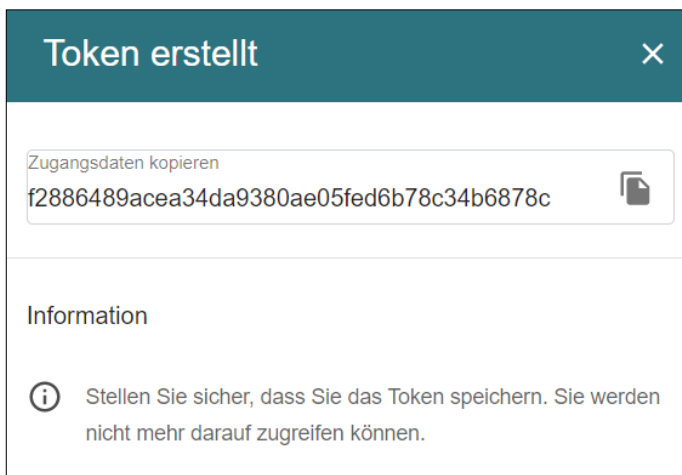 Token erstellt
Zugangsdaten kopieren
f2886489acea34da9380ae05fed6b78c34b6878c
Information
Stellen Sie sicher, dass Sie das Token speichern. Sie werden
nicht mehr darauf zugreifen können.